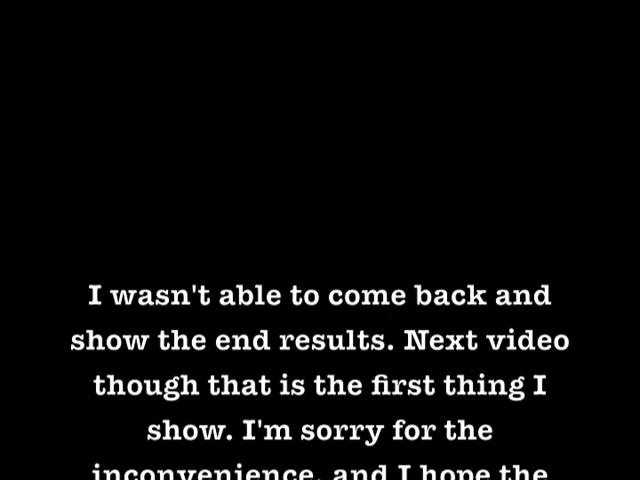 I wasn't able to come back and
show the end results. Next video
though that is the first thing I
show. I'm sorry for the
inconvenience, and I hope the